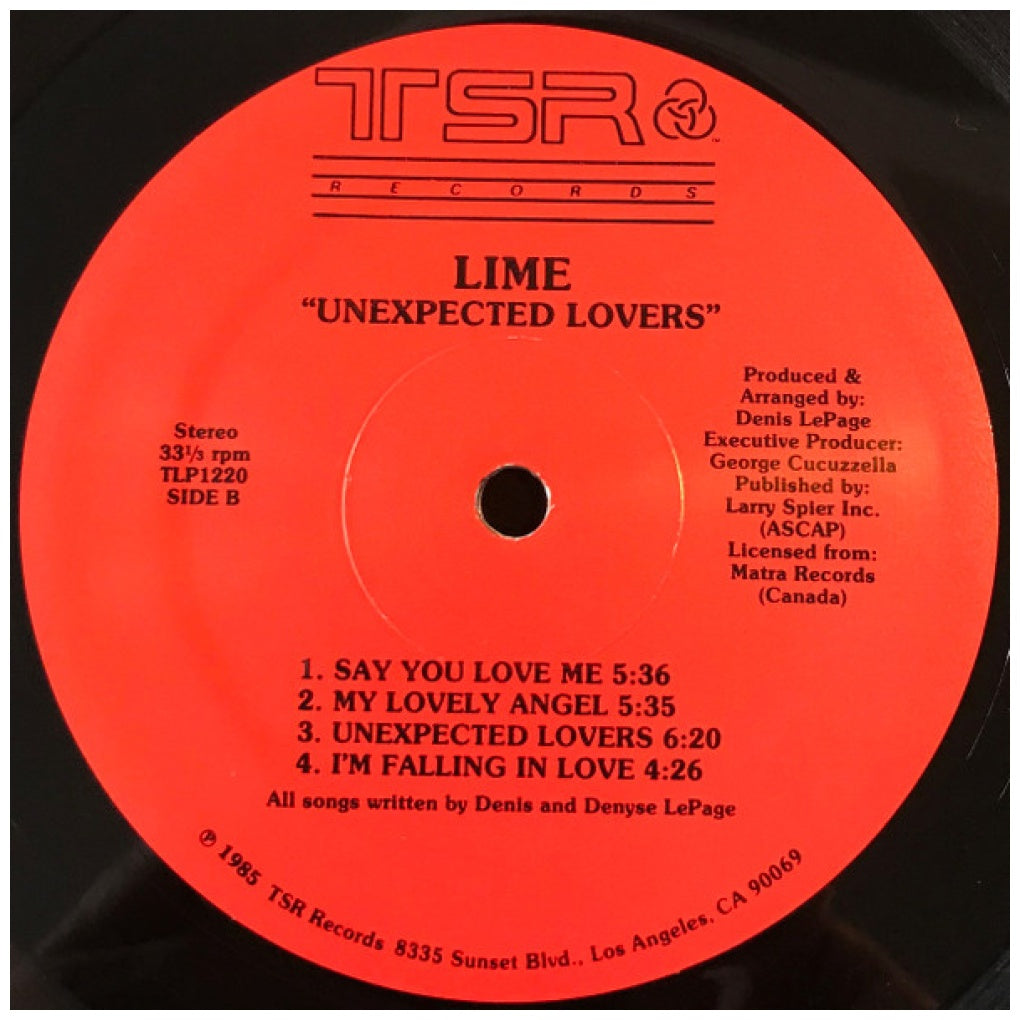 TSR
RECORDS
LIME
“UNEXPECTED LOVERS”
Stereo
33⅓ rpm
TLP1220
SIDE B
Produced &
Arranged by:
Denis LePage
Executive Producer:
George Cucuzzella
Published by:
Larry Spier Inc.
(ASCAP)
Licensed from:
Matra Records
(Canada)
1. SAY YOU LOVE ME 5:36
2. MY LOVELY ANGEL 5:35
3. UNEXPECTED LOVERS 6:20
4. I'M FALLING IN LOVE 4:26
All songs written by Denis and Denyse LePage
℗ 1985 TSR Records 8335 Sunset Blvd., Los Angeles, CA 90069